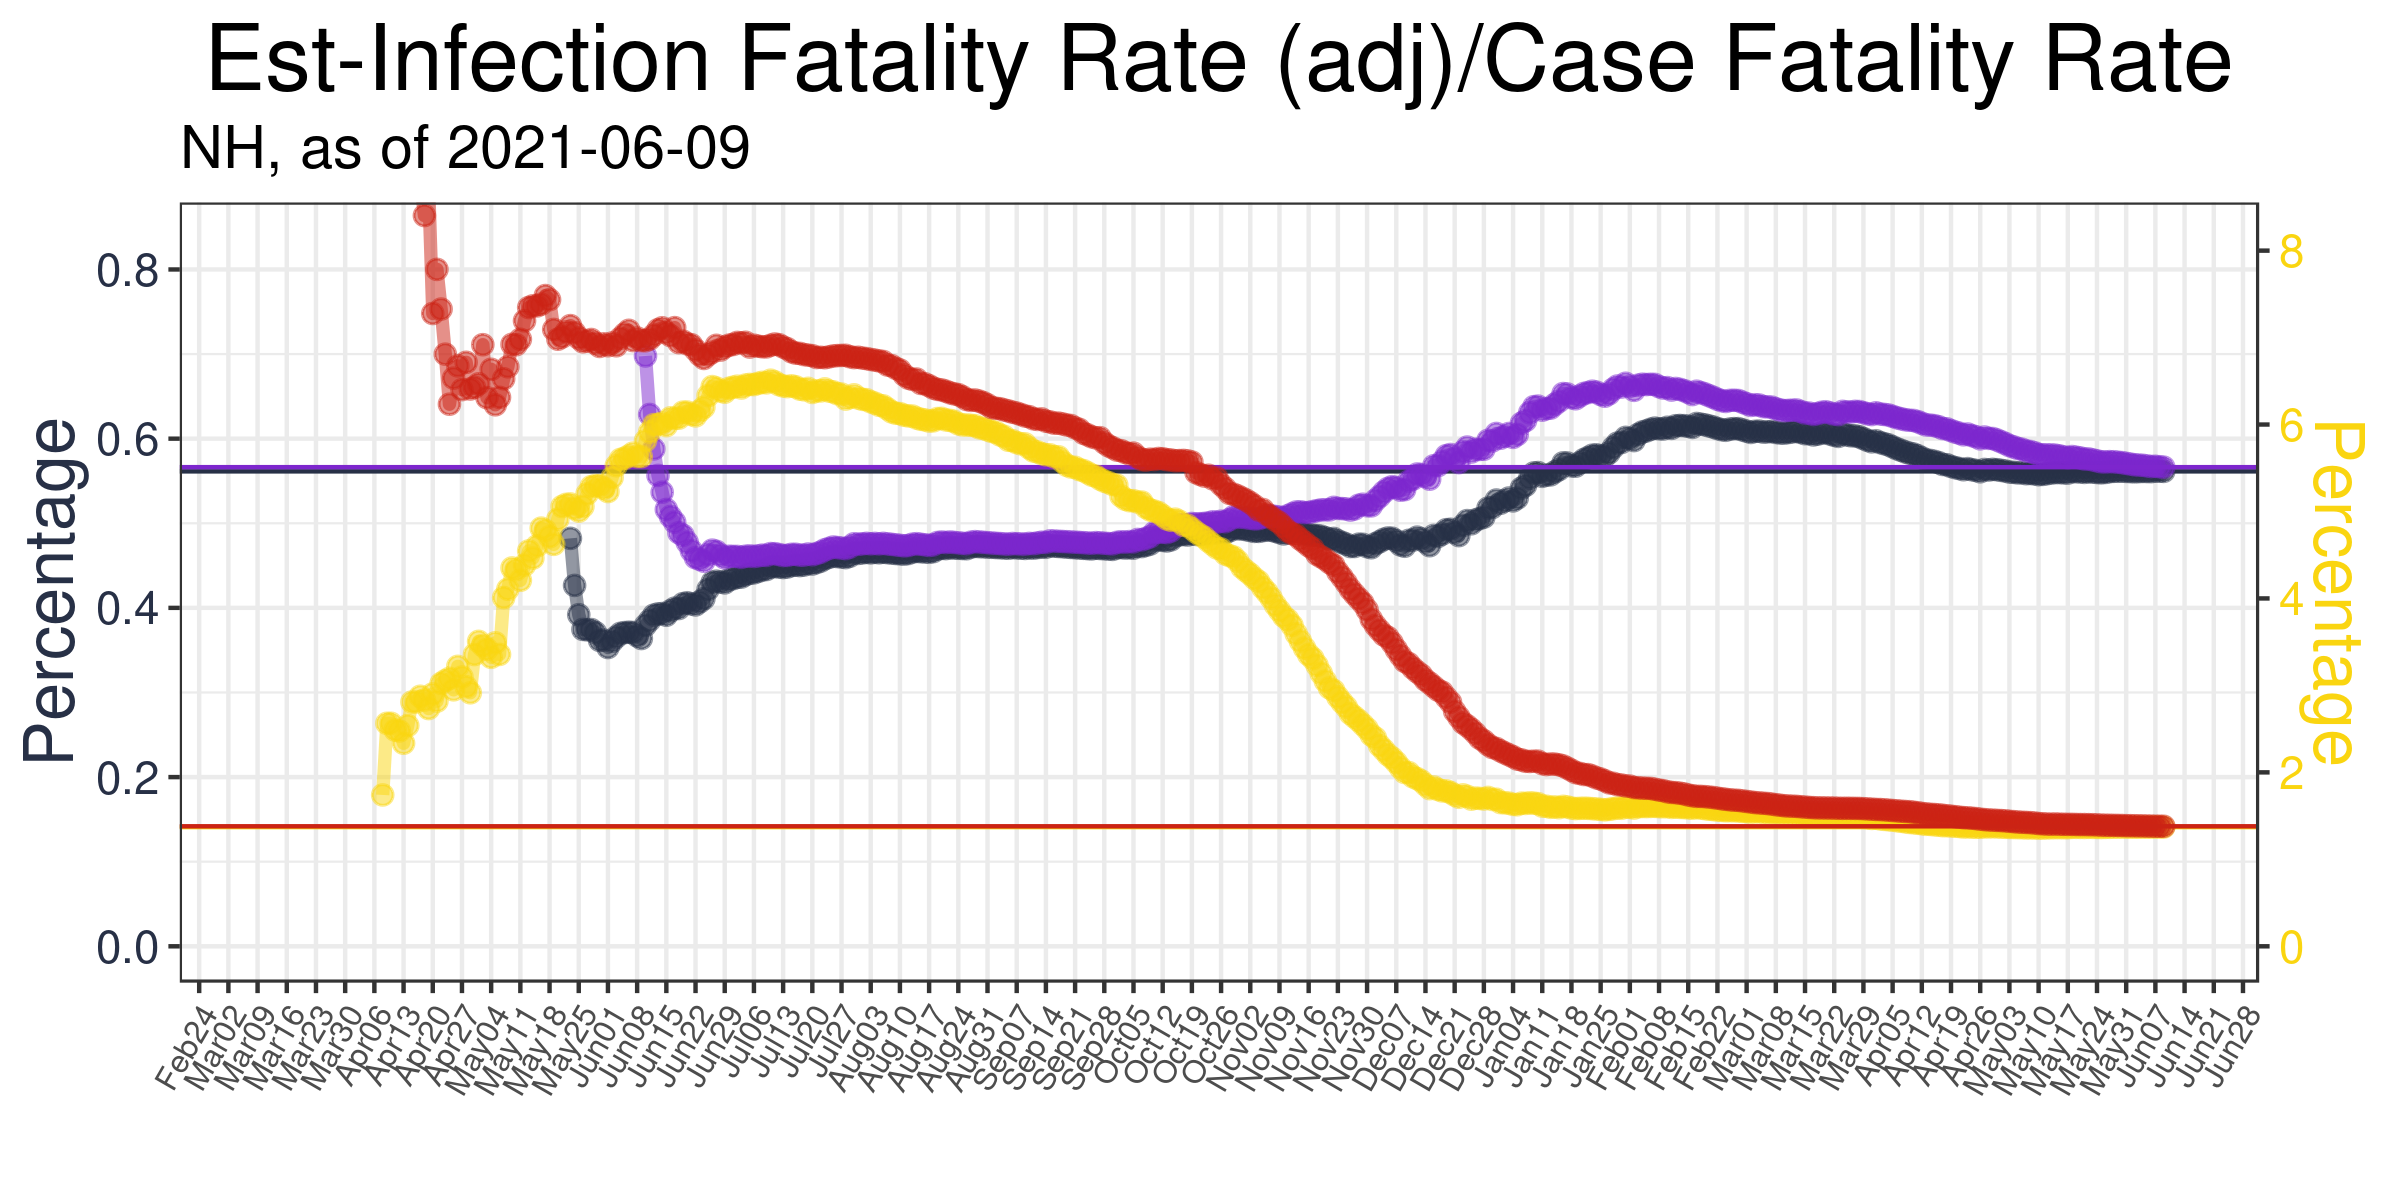 Est-Infection Fatality Rate (adj)/Case Fatality Rate
NH, as of 2021-06-09
Percentage
0.8
0.6
0.4
0.2
0.0
8
6
4
2
0
Percentage
Feb24
Mar02
Mar09
Mar16
Mar23
Mar30
Apr06
Apr13
Apr20
Apr27
May04
May11
May18
May25
Jun01
Jun08
Jun15
Jun22
Jun29
Jul06
Jul13
Jul20
Jul27
Aug03
Aug10
Aug17
Aug24
Aug31
Sep07
Sep14
Sep21
Sep28
Oct05
Oct12
Oct19
Oct26
Nov02
Nov09
Nov16
Nov23
Nov30
Dec07
Dec14
Dec21
Dec28
Jan04
Jan11
Jan18
Jan25
Feb01
Feb08
Feb15
Feb22
Mar01
Mar08
Mar15
Mar22
Mar29
Apr05
Apr12
Apr19
Apr26
May03
May10
May17
May24
May31
Jun07
Jun14
Jun21
Jun28